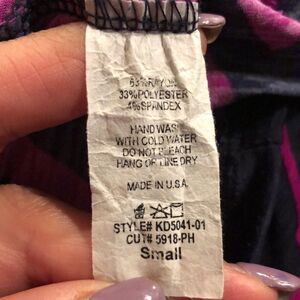 63% RAYON
33% POLYESTER
4% SPANDEX
HAND WASH
WITH COLD WATER
DO NOT BLEACH
HANG OR LINE DRY
MADE IN U.S.A.
STYLE# KD5041-01
CUT# 5918-PH
Small